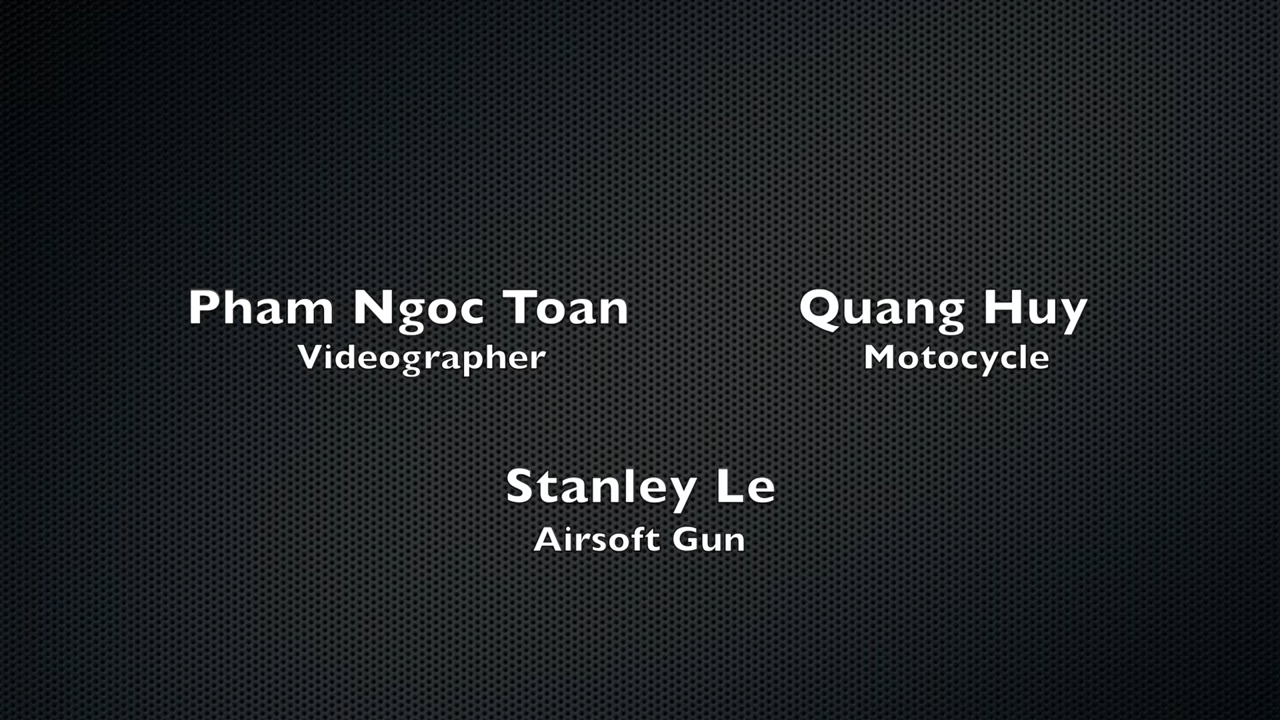 Pham Ngoc Toan
Videographer
Quang Huy
Motocycle
Stanley Le
Airsoft Gun